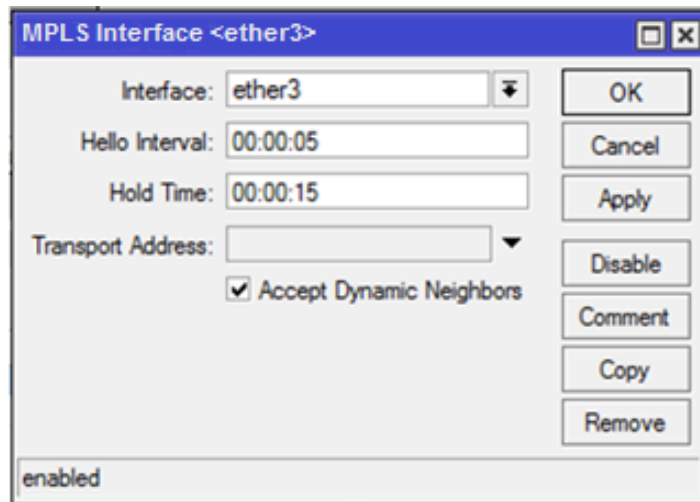 MPLS Interface <ether3>
Interface: ether3
OK
Hello Interval: 00:00:05
Cancel
Hold Time: 00:00:15
Apply
Transport Address:
Disable
Accept Dynamic Neighbors
Comment
Copy
Remove
enabled